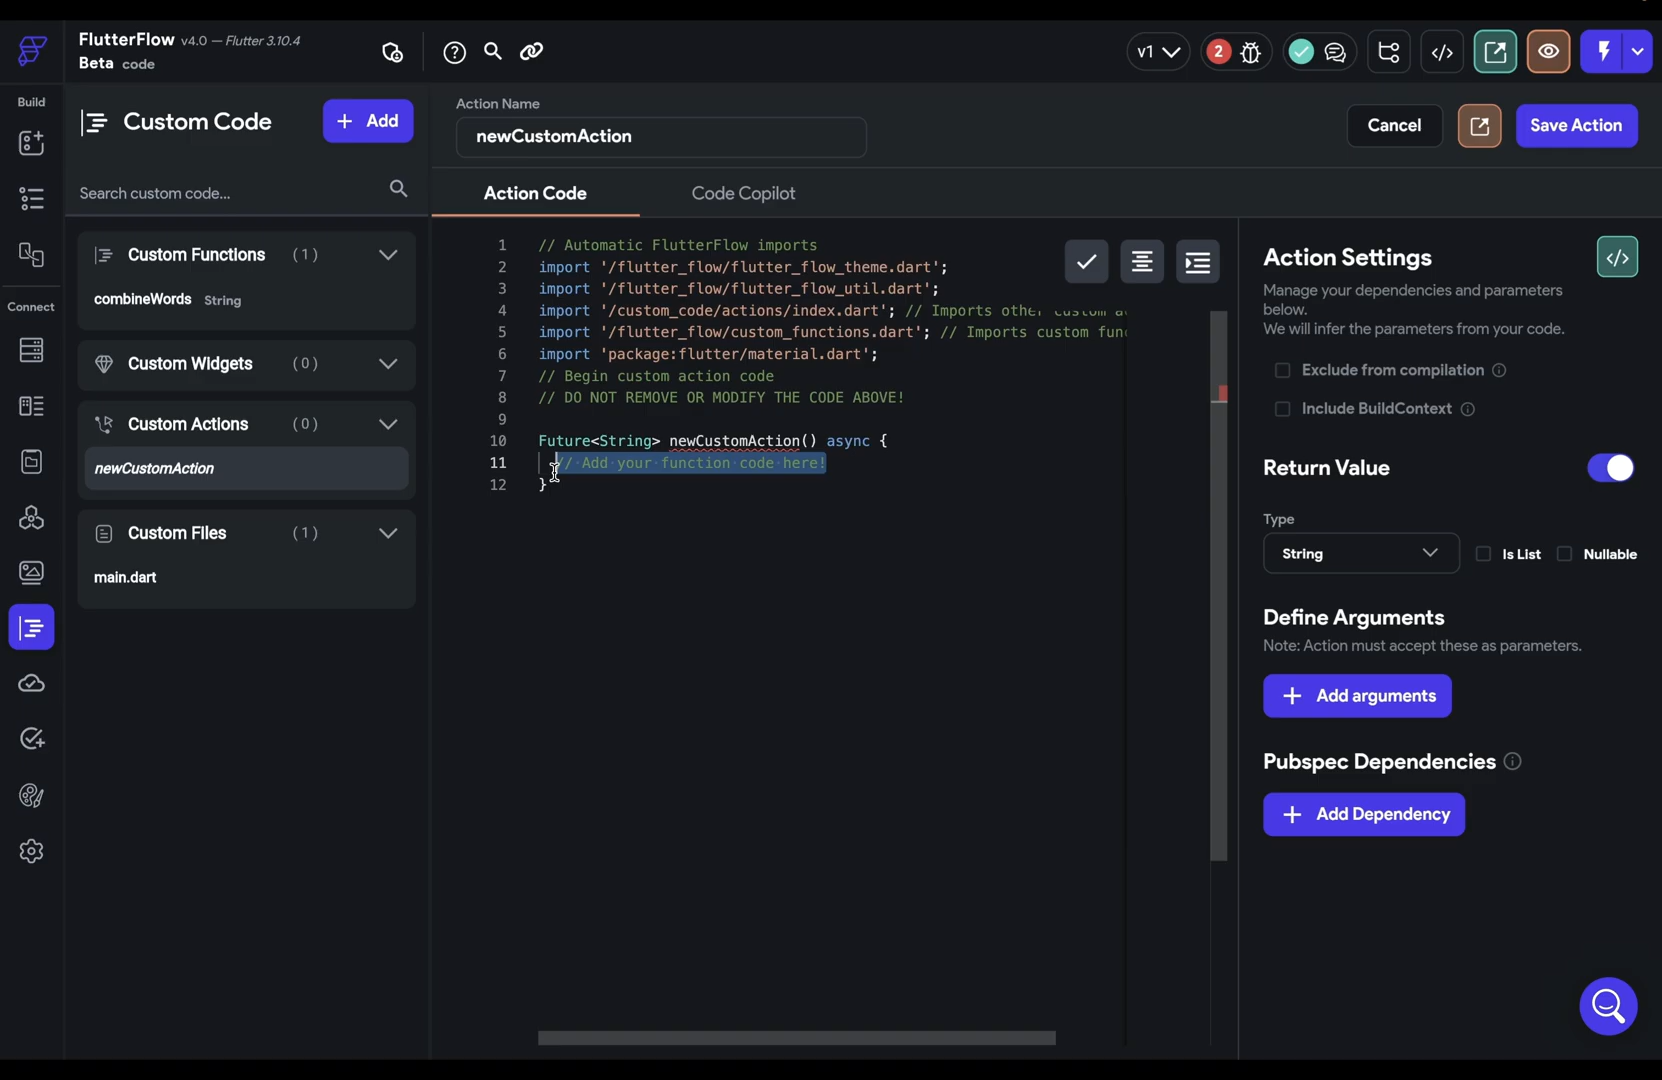 FlutterFlow v4.0 — Flutter 3.10.4
Beta code
v1
2
Build
Connect
Custom Code
+ Add
Search custom code...
Custom Functions (1)
combineWords String
Custom Widgets (0)
Custom Actions (0)
newCustomAction
Custom Files (1)
main.dart
Action Name
newCustomAction
Cancel
Save Action
Action Code
Code Copilot
1 // Automatic FlutterFlow imports
2 import '/flutter_flow/flutter_flow_theme.dart';
3 import '/flutter_flow/flutter_flow_util.dart';
4 import '/custom_code/actions/index.dart'; // Imports other custom
5 import '/flutter_flow/custom_functions.dart'; // Imports custom
6 import 'package:flutter/material.dart';
7 // Begin custom action code
8 // DO NOT REMOVE OR MODIFY THE CODE ABOVE!
9
10 Future<String> newCustomAction() async {
11 // Add your function code here!
12 }
Action Settings
</>
Manage your dependencies and parameters
below.
We will infer the parameters from your code.
Exclude from compilation
Include BuildContext
Return Value
Type
String
Is List
Nullable
Define Arguments
Note: Action must accept these as parameters.
+ Add arguments
Pubspec Dependencies
+ Add Dependency